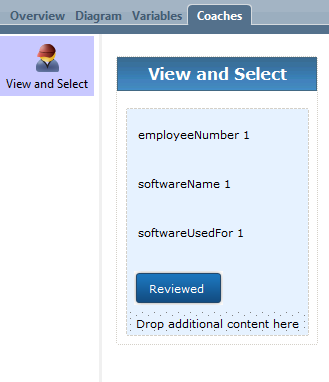 Overview Diagram Variables Coaches
View and Select
View and Select
employeeNumber 1
softwareName 1
softwareUsedFor 1
Reviewed
Drop additional content here